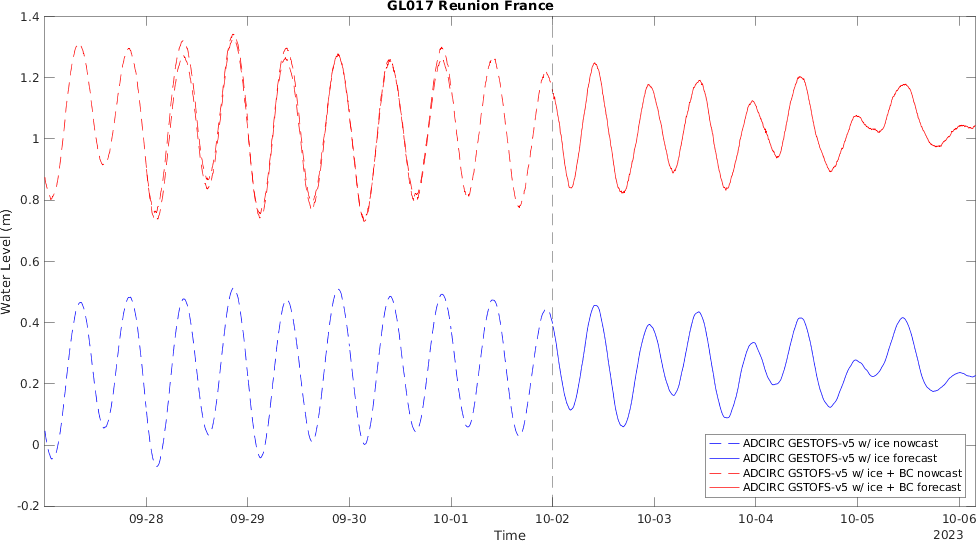 GL017 Reunion France
1.4
1.2
1
0.8
0.6
0.4
0.2
0
-0.2
Water Level (m)
ADCIRC GESTOFS-v5 w/ ice nowcast
ADCIRC GESTOFS-v5 w/ ice forecast
ADCIRC GSTOFS-v5 w/ ice + BC nowcast
ADCIRC GSTOFS-v5 w/ ice + BC forecast
09-28 09-29 09-30 10-01 10-02 10-03 10-04 10-05 10-06
Time 2023